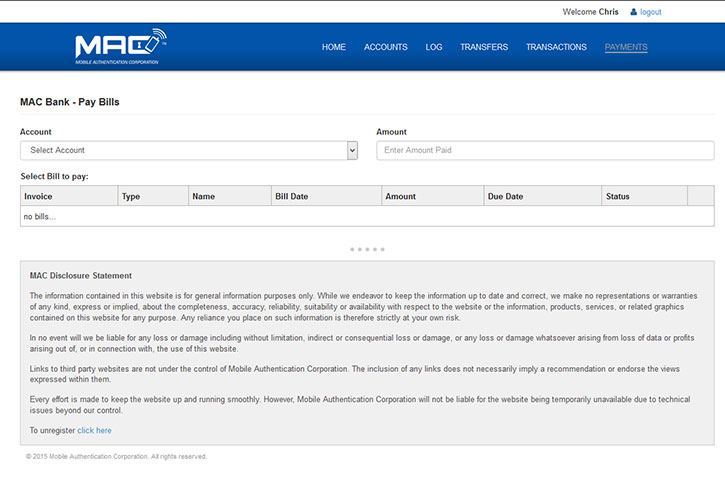 Welcome Chris logout
MAC ™
MOBILE AUTHENTICATION CORPORATION
HOME ACCOUNTS LOG TRANSFERS TRANSACTIONS PAYMENTS
MAC Bank - Pay Bills
Account Amount
Select Account Enter Amount Paid
Select Bill to pay:
Invoice Type Name Bill Date Amount Due Date Status
no bills...
MAC Disclosure Statement
The information contained in this website is for general information purposes only. While we endeavor to keep the information up to date and correct, we make no representations or warranties
of any kind, express or implied, about the completeness, accuracy, reliability, suitability or availability with respect to the website or the information, products, services, or related graphics
contained on this website for any purpose. Any reliance you place on such information is therefore strictly at your own risk.
In no event will we be liable for any loss or damage including without limitation, indirect or consequential loss or damage, or any loss or damage whatsoever arising from loss of data or profits
arising out of, or in connection with, the use of this website.
Links to third party websites are not under the control of Mobile Authentication Corporation. The inclusion of any links does not necessarily imply a recommendation or endorse the views
expressed within them.
Every effort is made to keep the website up and running smoothly. However, Mobile Authentication Corporation will not be liable for the website being temporarily unavailable due to technical
issues beyond our control.
To unregister click here
© 2015 Mobile Authentication Corporation. All rights reserved.